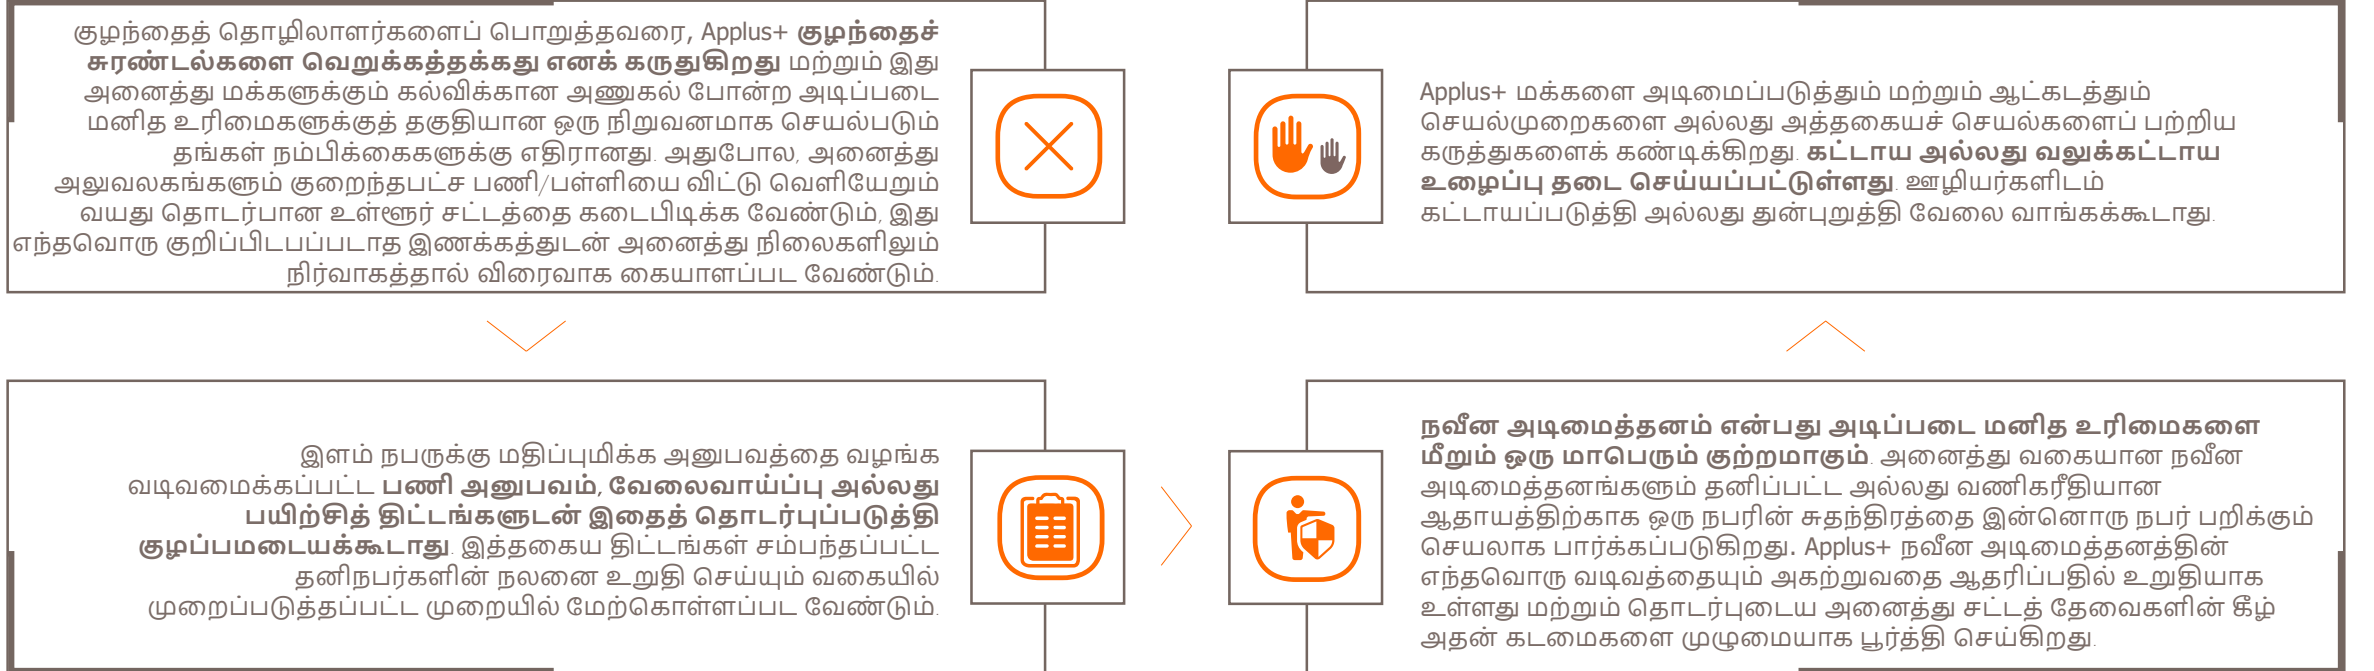 குழந்தைத் தொழிலாளர்களைப் பொறுத்தவரை, Applus+ குழந்தைச்
சுரண்டல்களை வெறுக்கத்தக்கது எனக் கருதுகிறது மற்றும் இது
அனைத்து மக்களுக்கும் கல்விக்கான அணுகல் போன்ற அடிப்படை
மனித உரிமைகளுக்குத் தகுதியான ஒரு நிறுவனமாக செயல்படும்
தங்கள் நம்பிக்கைகளுக்கு எதிரானது. அதுபோல, அனைத்து
அலுவலகங்களும் குறைந்தபட்ச பணி/பள்ளியை விட்டு வெளியேறும்
வயது தொடர்பான உள்ளூர் சட்டத்தை கடைபிடிக்க வேண்டும், இது
எந்தவொரு குறிப்பிடபப்படாத இணக்கத்துடன் அனைத்து நிலைகளிலும்
நிர்வாகத்தால் விரைவாக கையாளப்பட வேண்டும்.
இளம் நபருக்கு மதிப்புமிக்க அனுபவத்தை வழங்க
வடிவமைக்கப்பட்ட பணி அனுபவம், வேலைவாய்ப்பு அல்லது
பயிற்சித் திட்டங்களுடன் இதைத் தொடர்புப்படுத்தி
குழப்பமடையக்கூடாது. இத்தகைய திட்டங்கள் சம்பந்தப்பட்ட
தனிநபர்களின் நலனை உறுதி செய்யும் வகையில்
முறைப்படுத்தப்பட்ட முறையில் மேற்கொள்ளப்பட வேண்டும்.
நவீன அடிமைத்தனம் என்பது அடிப்படை மனித உரிமைகளை
மீறும் ஒரு மாபெரும் குற்றமாகும். அனைத்து வகையான நவீன
அடிமைத்தனங்களும் தனிப்பட்ட அல்லது வணிகரீதியான
ஆதாயத்திற்காக ஒரு நபரின் சுதந்திரத்தை இன்னொரு நபர் பறிக்கும்
செயலாக பார்க்கப்படுகிறது. Applus+ நவீன அடிமைத்தனத்தின்
எந்தவொரு வடிவத்தையும் அகற்றுவதை ஆதரிப்பதில் உறுதியாக
உள்ளது மற்றும் தொடர்புடைய அனைத்து சட்டத் தேவைகளின் கீழ்
அதன் கடமைகளை முழுமையாக பூர்த்தி செய்கிறது.
Applus+ மக்களை அடிமைப்படுத்தும் மற்றும் ஆட்கடத்தும்
செயல்முறைகளை அல்லது அத்தகையச் செயல்களைப் பற்றிய
கருத்துகளைக் கண்டிக்கிறது. கட்டாய அல்லது வலுக்கட்டாய
உழைப்பு தடை செய்யப்பட்டுள்ளது. ஊழியர்களிடம்
கட்டாயப்படுத்தி அல்லது துன்புறுத்தி வேலை வாங்கக்கூடாது.